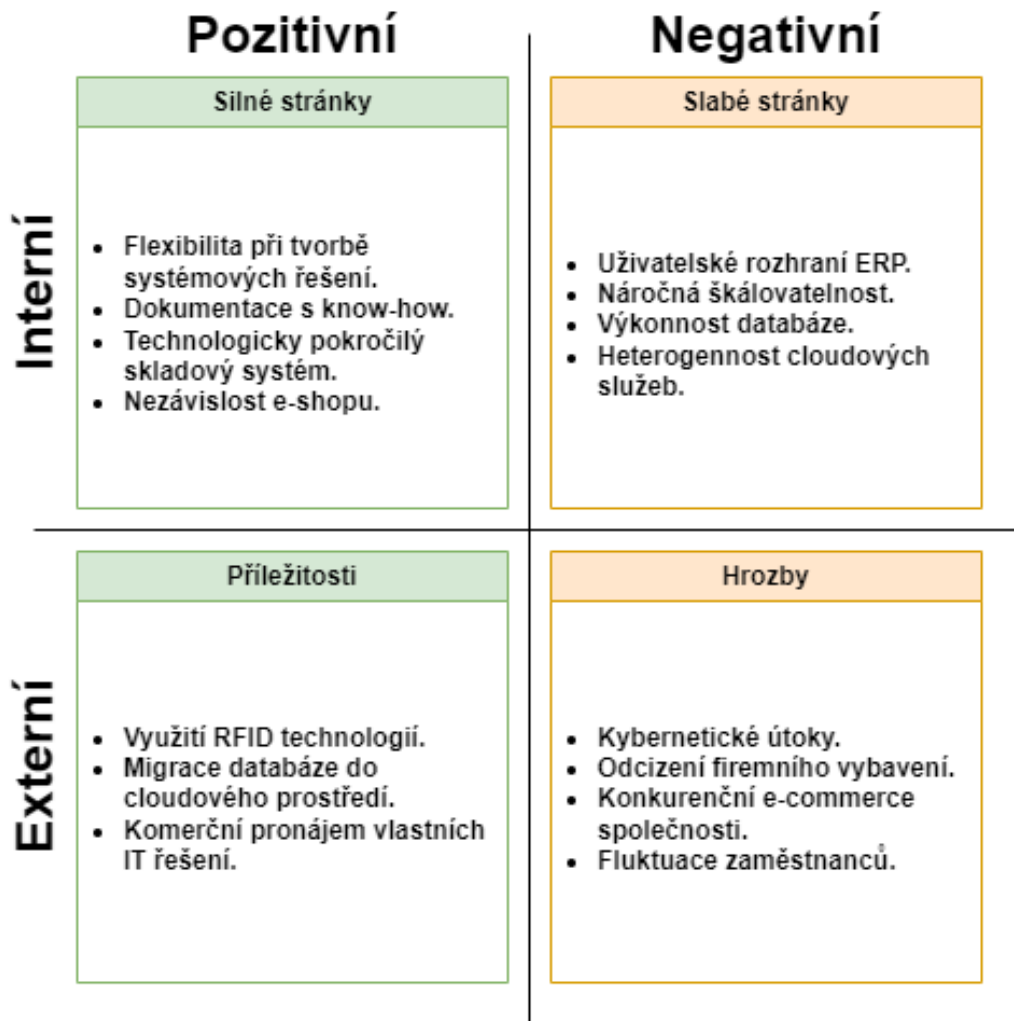 Pozitivní
Negativní
Interní
Silné stránky
• Flexibilita při tvorbě
systémových řešení.
• Dokumentace s know-how.
• Technologicky pokročilý
skladový systém.
• Nezávislost e-shopu.
Slabé stránky
• Uživatelské rozhraní ERP.
• Náročná škálovatelnost.
• Výkonnost databáze.
• Heterogennost cloudových
služeb.
Externí
Příležitosti
• Využití RFID technologií.
• Migrace databáze do
cloudového prostředí.
• Komerční pronájem vlastních
IT řešení.
Hrozby
• Kybernetické útoky.
• Odcizení firemního vybavení.
• Konkurenční e-commerce
společnosti.
• Fluktuace zaměstnanců.